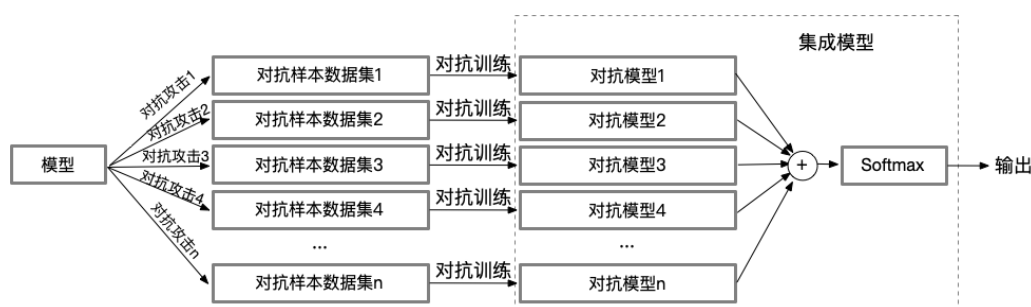 集成模型
模型
对抗攻击1
对抗样本数据集1
对抗训练
对抗模型1
对抗攻击2
对抗样本数据集2
对抗训练
对抗模型2
对抗攻击3
对抗样本数据集3
对抗训练
对抗模型3
对抗攻击4
对抗样本数据集4
对抗训练
对抗模型4
...
...
对抗攻击n
对抗样本数据集n
对抗训练
对抗模型n
+
Softmax
输出